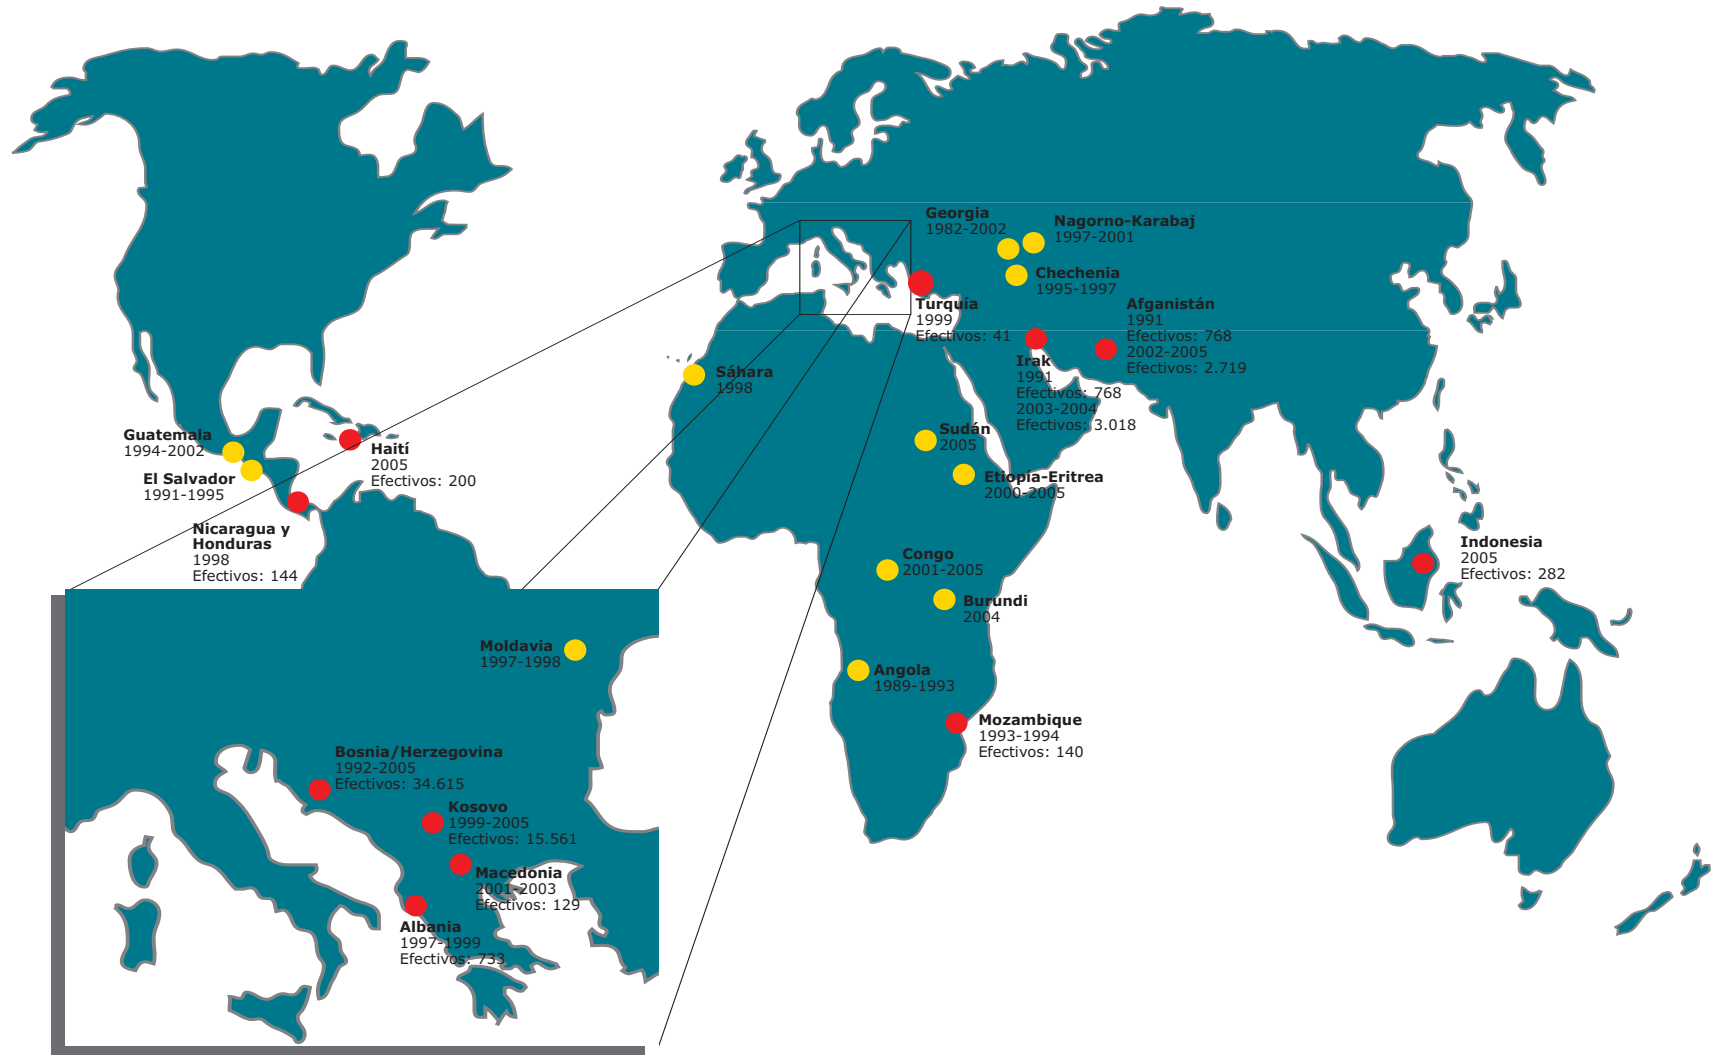 Georgia
1982-2002
Nagorno-Karabaj
1997-2001
Chechenia
1995-1997
Turquía
1999
Efectivos: 41
Afganistán
1991
Efectivos: 768
2002-2005
Efectivos: 2.719
Irak
1991
Efectivos: 768
2003-2004
Efectivos: 3.018
Sáhara
1998
Guatemala
1994-2002
El Salvador
1991-1995
Haití
2005
Efectivos: 200
Nicaragua y
Honduras
1998
Efectivos: 144
Sudán
2005
Etiopía-Eritrea
2000-2005
Congo
2001-2005
Burundi
2004
Angola
1989-1993
Mozambique
1993-1994
Efectivos: 140
Indonesia
2005
Efectivos: 282
Moldavia
1997-1998
Bosnia/Herzegovina
1992-2005
Efectivos: 34.615
Kosovo
1999-2005
Efectivos: 15.561
Macedonia
2001-2003
Efectivos: 129
Albania
1997-1999
Efectivos: 733